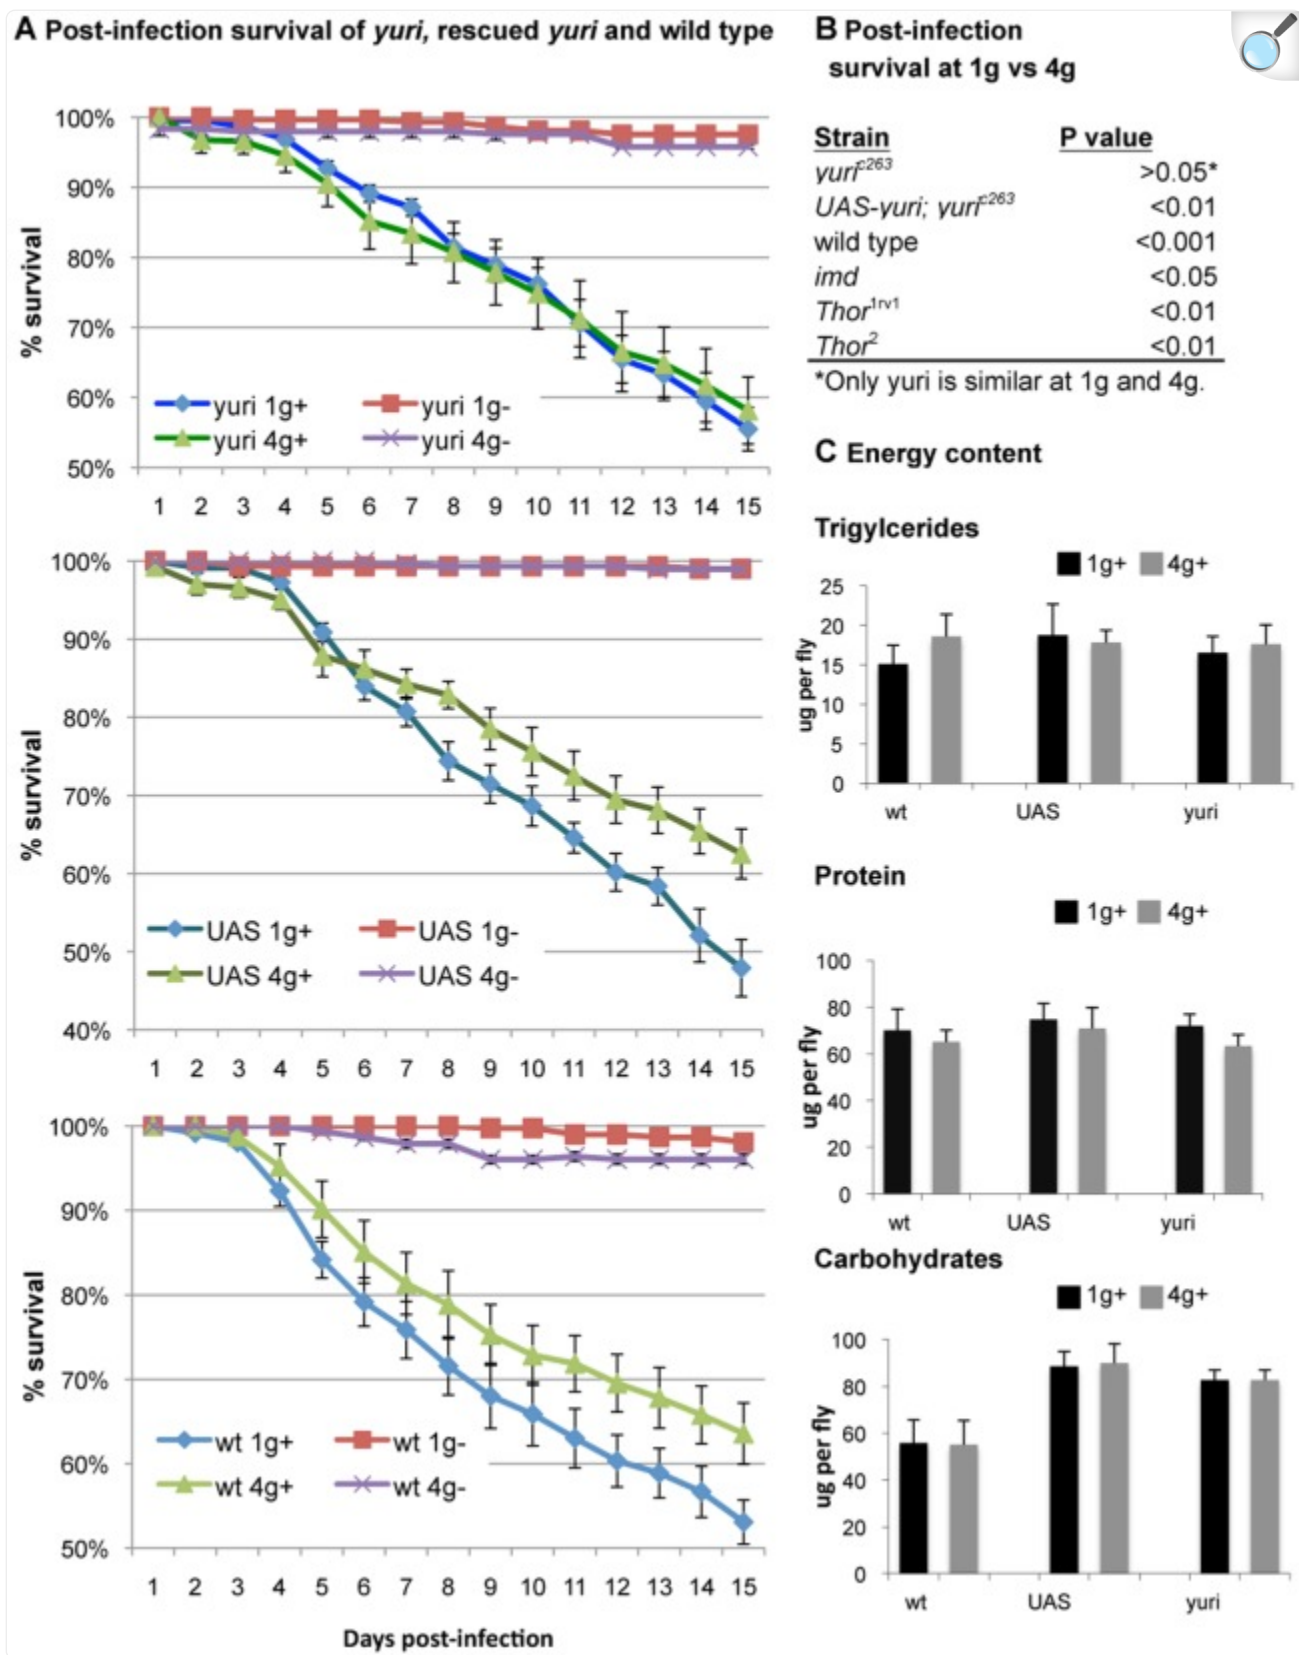 A Post-infection survival of yuri, rescued yuri and wild type
100%
90%
80%
70%
60%
50%
% survival
yuri 1g+
yuri 1g-
yuri 4g+
yuri 4g-
1 2 3 4 5 6 7 8 9 10 11 12 13 14 15
100%
90%
80%
70%
60%
50%
40%
% survival
UAS 1g+
UAS 1g-
UAS 4g+
UAS 4g-
1 2 3 4 5 6 7 8 9 10 11 12 13 14 15
100%
90%
80%
70%
60%
50%
% survival
wt 1g+
wt 1g-
wt 4g+
wt 4g-
1 2 3 4 5 6 7 8 9 10 11 12 13 14 15
Days post-infection
B Post-infection
survival at 1g vs 4g
Strain P value
yuriᶜ²⁶³ >0.05*
UAS-yuri; yuriᶜ²⁶³ <0.01
wild type <0.001
imd <0.05
Thor¹ʳᵛ¹ <0.01
Thor² <0.01
*Only yuri is similar at 1g and 4g.
C Energy content
Trigylcerides
1g+ 4g+
25
20
15
10
5
0
ug per fly
wt UAS yuri
Protein
1g+ 4g+
100
80
60
40
20
0
ug per fly
wt UAS yuri
Carbohydrates
1g+ 4g+
100
80
60
40
20
0
ug per fly
wt UAS yuri